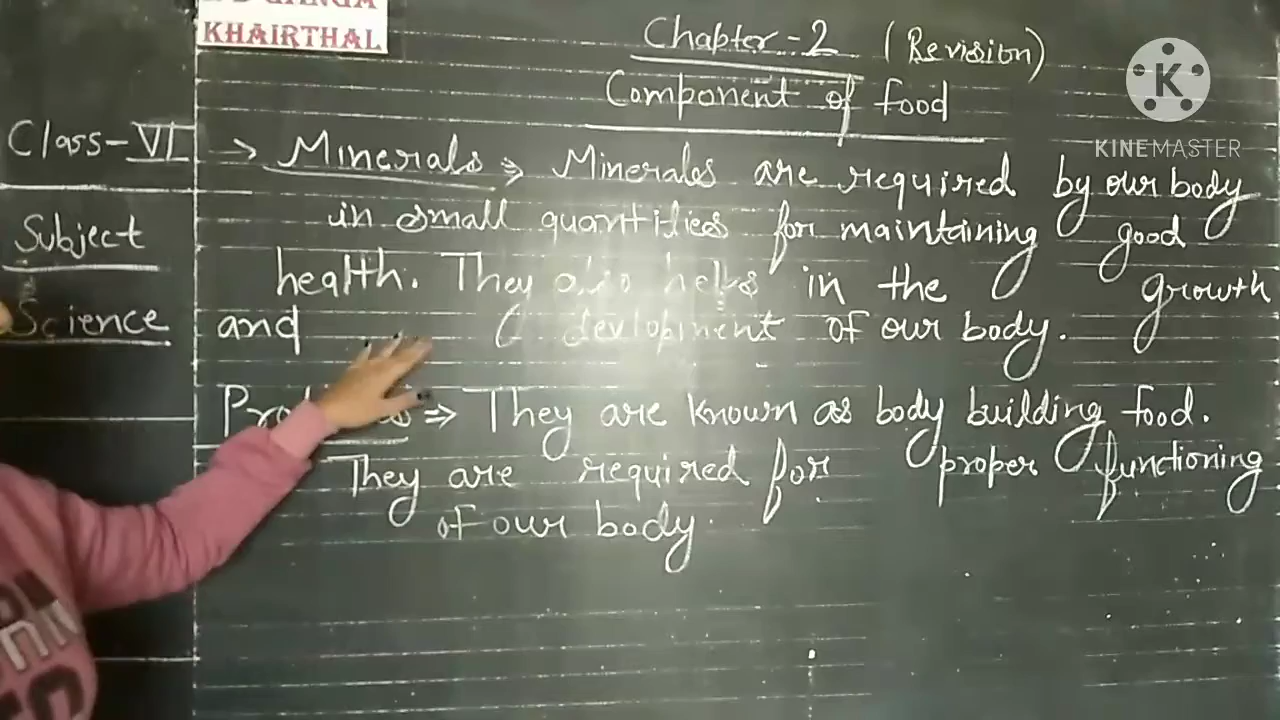 KHAIRTHAL
Chapter-2 (Revision)
Component of food
KINEMASTER
Class-VI
Subject
Science
→ Minerals ⇒ Minerales are required by our body
in small quantities for maintaining good
health. They also helps in the growth
and devlopment of our body.
⇒ They are known as body building food.
They are required for proper functioning
of our body.